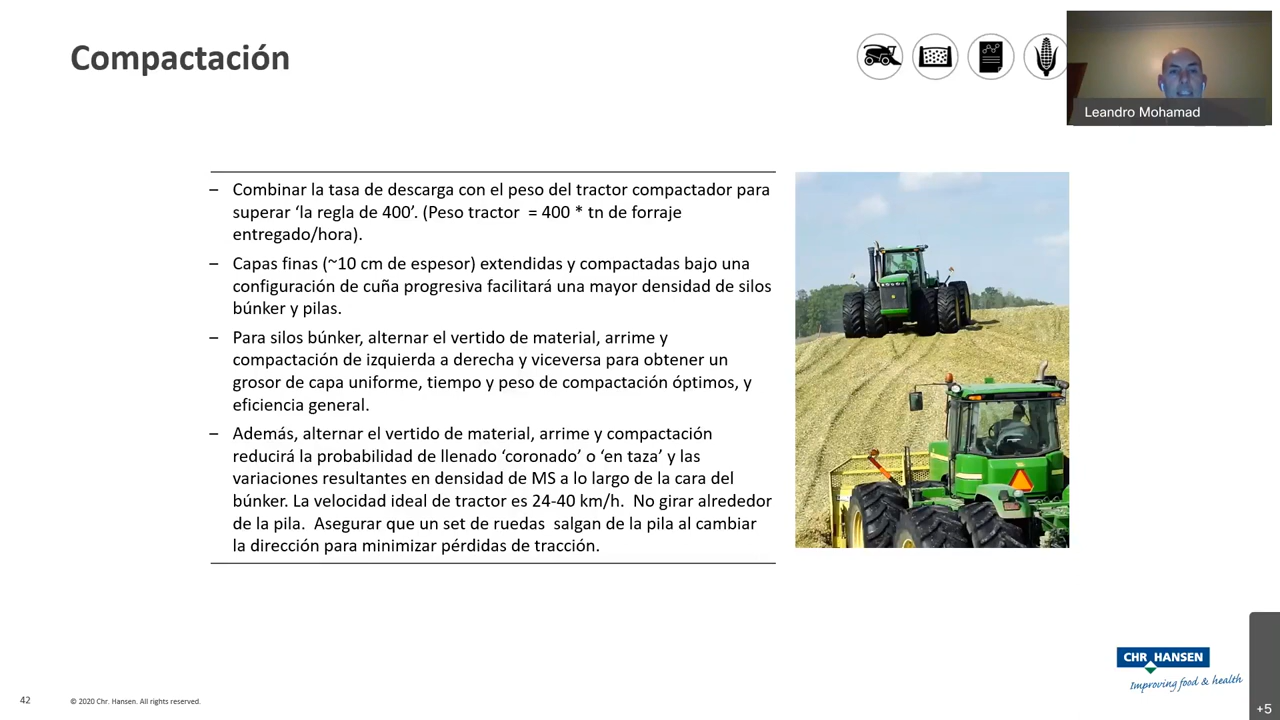 Compactación
Leandro Mohamad
– Combinar la tasa de descarga con el peso del tractor compactador para
superar ‘la regla de 400’. (Peso tractor = 400 * tn de forraje
entregado/hora).
– Capas finas (~10 cm de espesor) extendidas y compactadas bajo una
configuración de cuña progresiva facilitará una mayor densidad de silos
búnker y pilas.
– Para silos búnker, alternar el vertido de material, arrime y
compactación de izquierda a derecha y viceversa para obtener un
grosor de capa uniforme, tiempo y peso de compactación óptimos, y
eficiencia general.
– Además, alternar el vertido de material, arrime y compactación
reducirá la probabilidad de llenado ‘coronado’ o ‘en taza’ y las
variaciones resultantes en densidad de MS a lo largo de la cara del
búnker. La velocidad ideal de tractor es 24-40 km/h. No girar alrededor
de la pila. Asegurar que un set de ruedas salgan de la pila al cambiar
la dirección para minimizar pérdidas de tracción.
CHR HANSEN
Improving food & health
42
© 2020 Chr. Hansen. All rights reserved.
+5